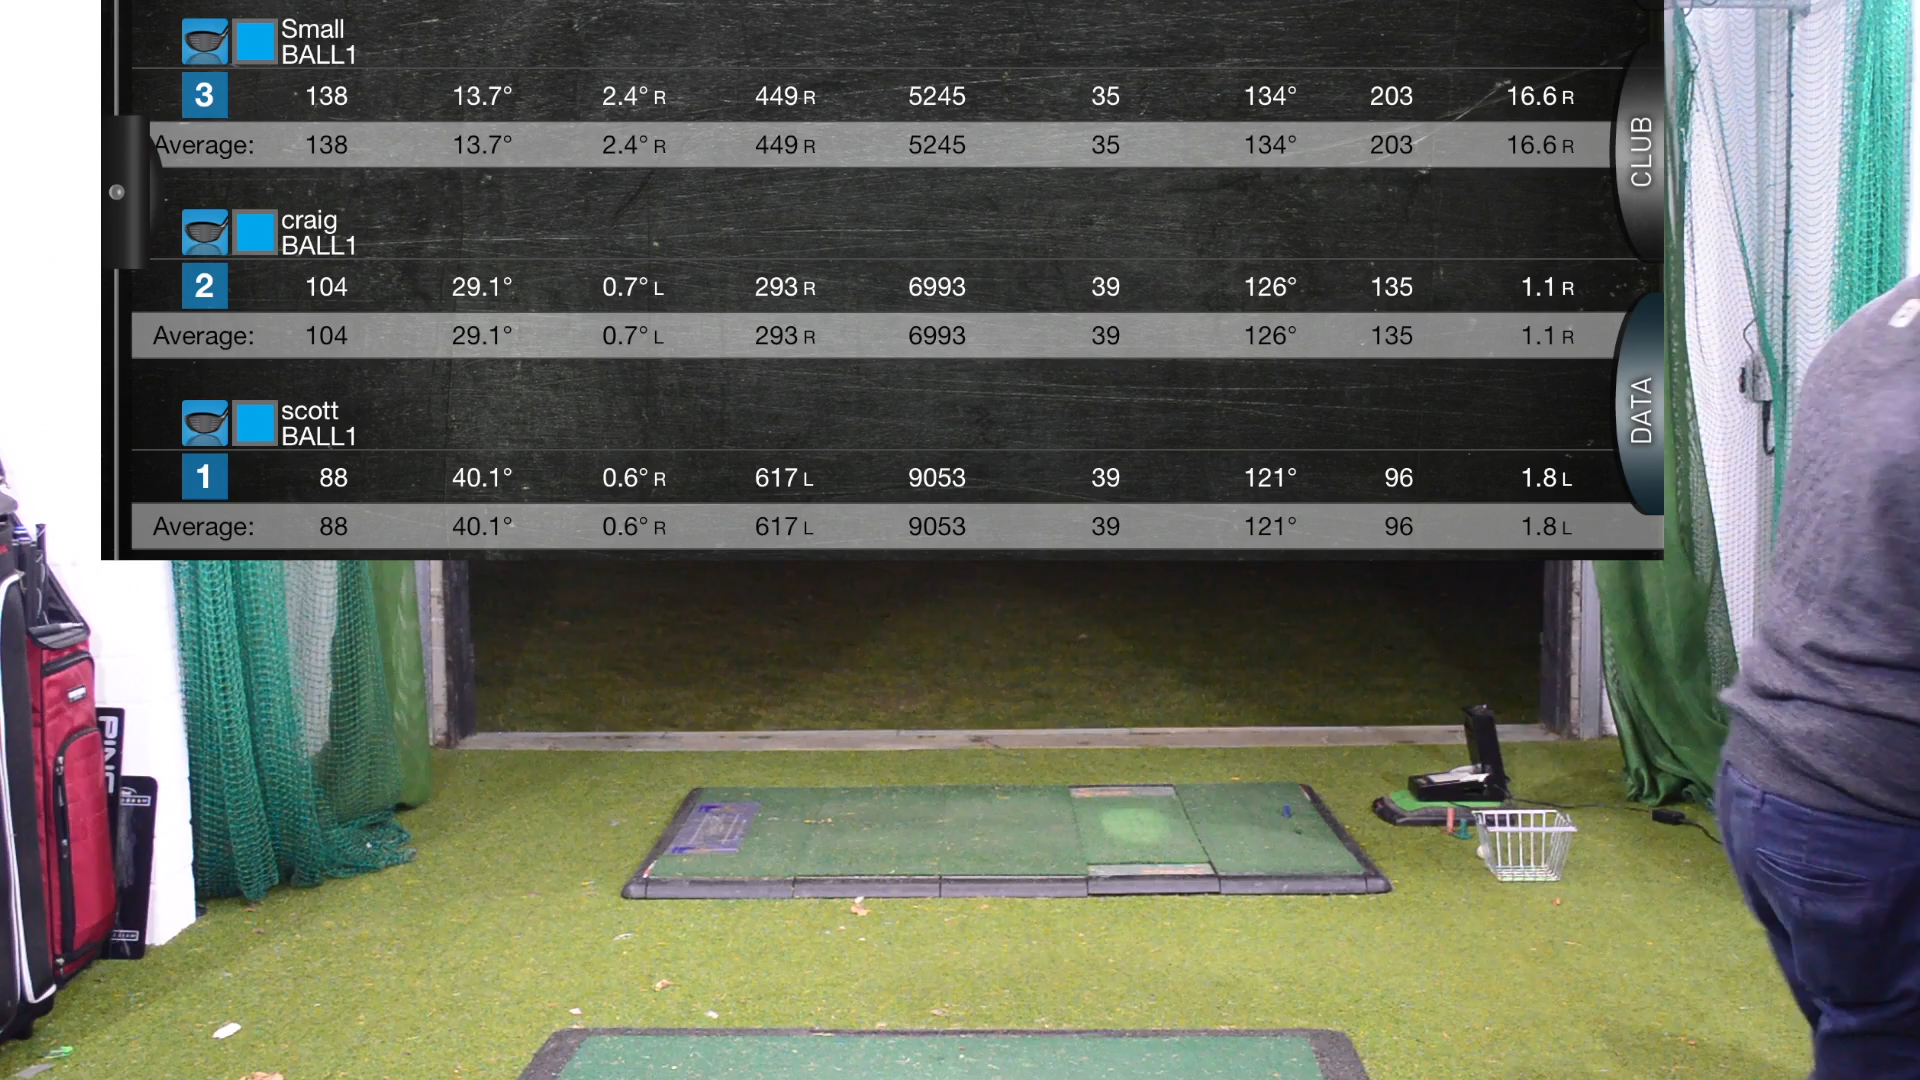 Small
BALL1
3 138 13.7° 2.4° R 449 R 5245 35 134° 203 16.6 R
Average: 138 13.7° 2.4° R 449 R 5245 35 134° 203 16.6 R
CLUB
craig
BALL1
2 104 29.1° 0.7° L 293 R 6993 39 126° 135 1.1 R
Average: 104 29.1° 0.7° L 293 R 6993 39 126° 135 1.1 R
DATA
scott
BALL1
1 88 40.1° 0.6° R 617 L 9053 39 121° 96 1.8 L
Average: 88 40.1° 0.6° R 617 L 9053 39 121° 96 1.8 L
PING